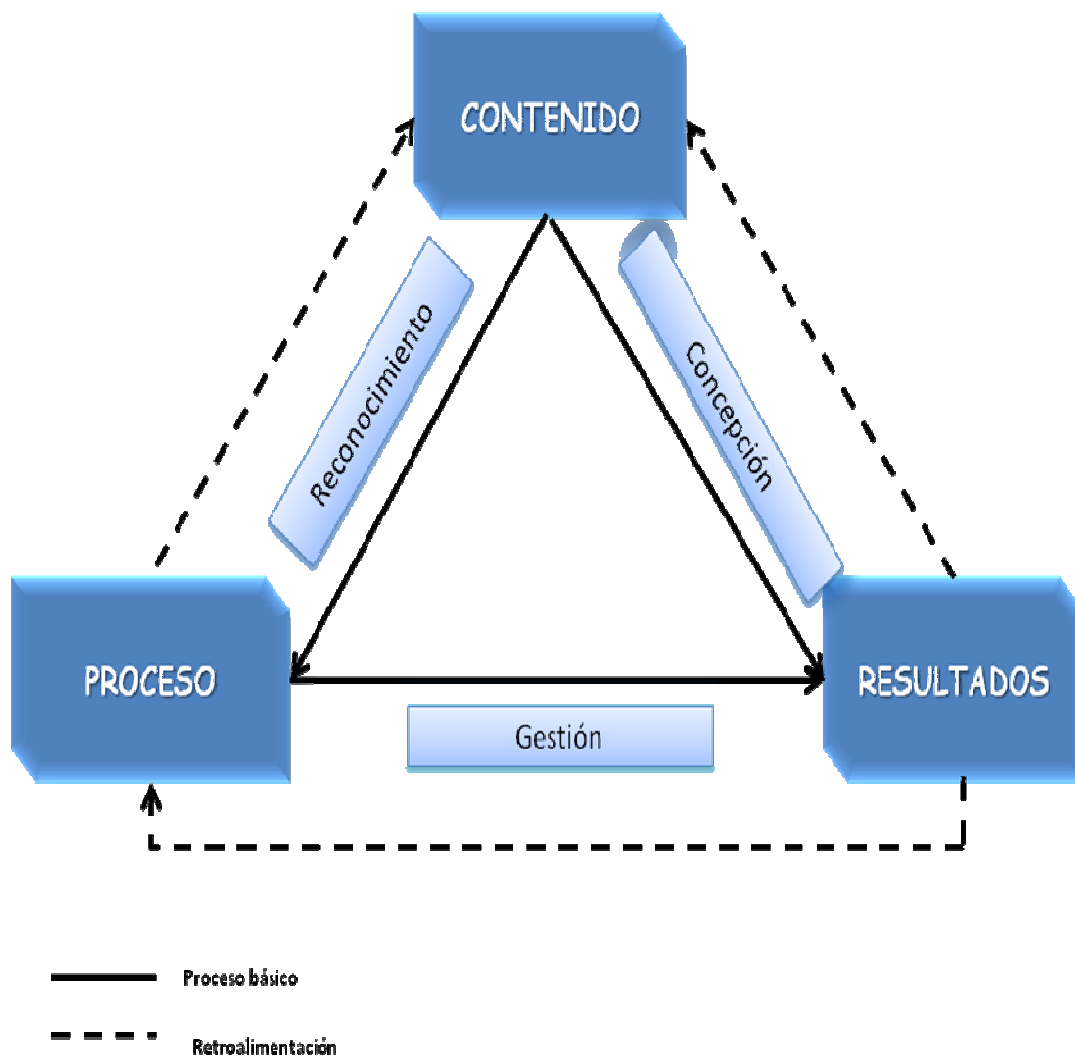 CONTENIDO
Reconocimiento
Concepción
PROCESO
RESULTADOS
Gestión
Proceso básico
Retroalimentación